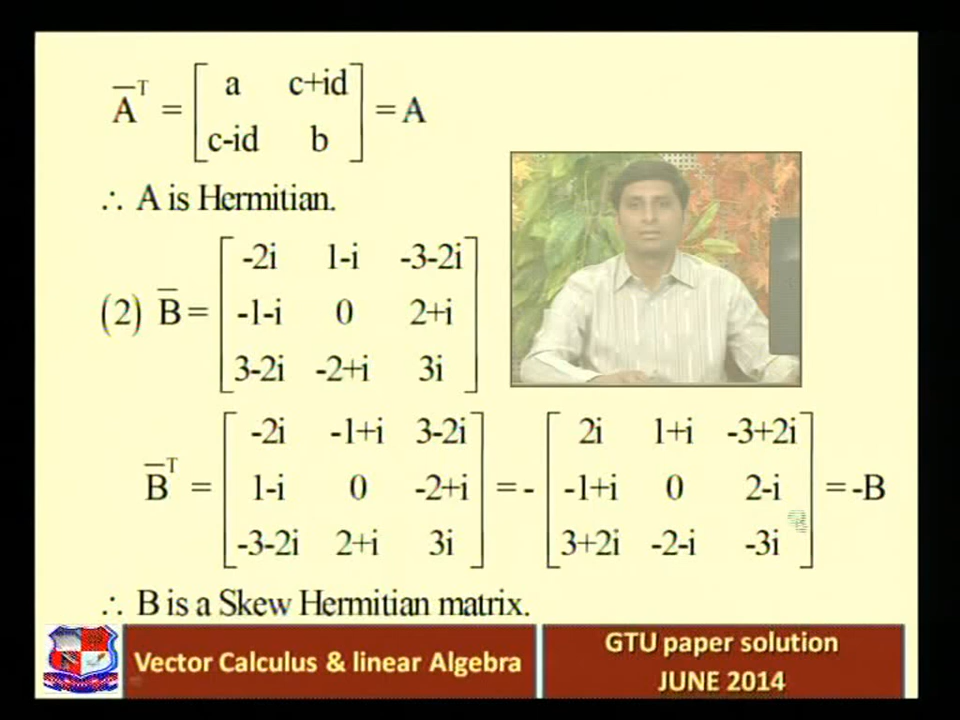 A̅ᵀ = [ a c+id ; c-id b ] = A
∴ A is Hermitian.
(2) B̅ = [ -2i 1-i -3-2i ; -1-i 0 2+i ; 3-2i -2+i 3i ]
B̅ᵀ = [ -2i -1+i 3-2i ; 1-i 0 -2+i ; -3-2i 2+i 3i ] = - [ 2i 1+i -3+2i ; -1+i 0 2-i ; 3+2i -2-i -3i ] = -B
∴ B is a Skew Hermitian matrix.
Vector Calculus & linear Algebra
GTU paper solution
JUNE 2014